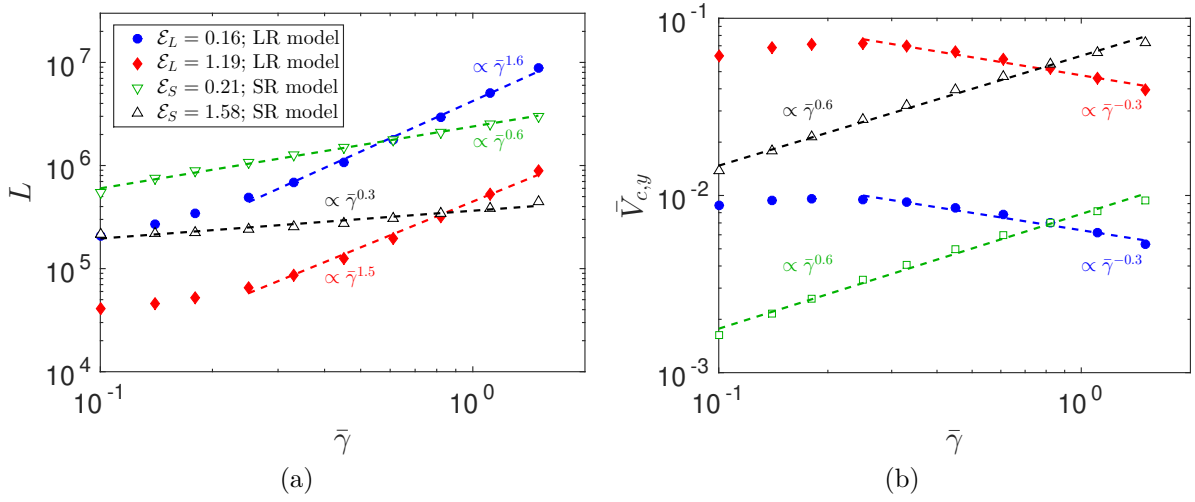 10^7
10^6
10^5
10^4
L
ℰ_L = 0.16; LR model
ℰ_L = 1.19; LR model
ℰ_S = 0.21; SR model
ℰ_S = 1.58; SR model
∝ γ̄^1.6
∝ γ̄^0.6
∝ γ̄^0.3
∝ γ̄^1.5
10^-1
10^0
γ̄
(a)
10^-1
10^-2
10^-3
V̄_c,y
∝ γ̄^0.6
∝ γ̄^-0.3
∝ γ̄^0.6
∝ γ̄^-0.3
10^-1
10^0
γ̄
(b)